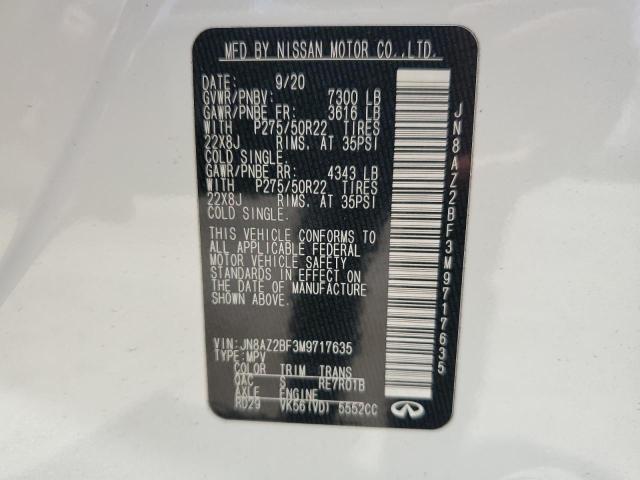 MFD BY NISSAN MOTOR CO.,LTD.
DATE: 9/20
GVWR/PNBV: 7300 LB
GAWR/PNBE FR: 3616 LB
WITH P275/50R22 TIRES
22X8J RIMS. AT 35PSI
COLD SINGLE.
GAWR/PNBE RR: 4343 LB
WITH P275/50R22 TIRES
22X8J RIMS. AT 35PSI
COLD SINGLE.
THIS VEHICLE CONFORMS TO
ALL APPLICABLE FEDERAL
MOTOR VEHICLE SAFETY
STANDARDS IN EFFECT ON
THE DATE OF MANUFACTURE
SHOWN ABOVE.
VIN: JN8AZ2BF3M9717635
TYPE: MPV
COLOR TRIM TRANS
QAC S RE7R01B
AXLE ENGINE
RD29 VK56(VD) 5552CC
JN8AZ2BF3M9717635